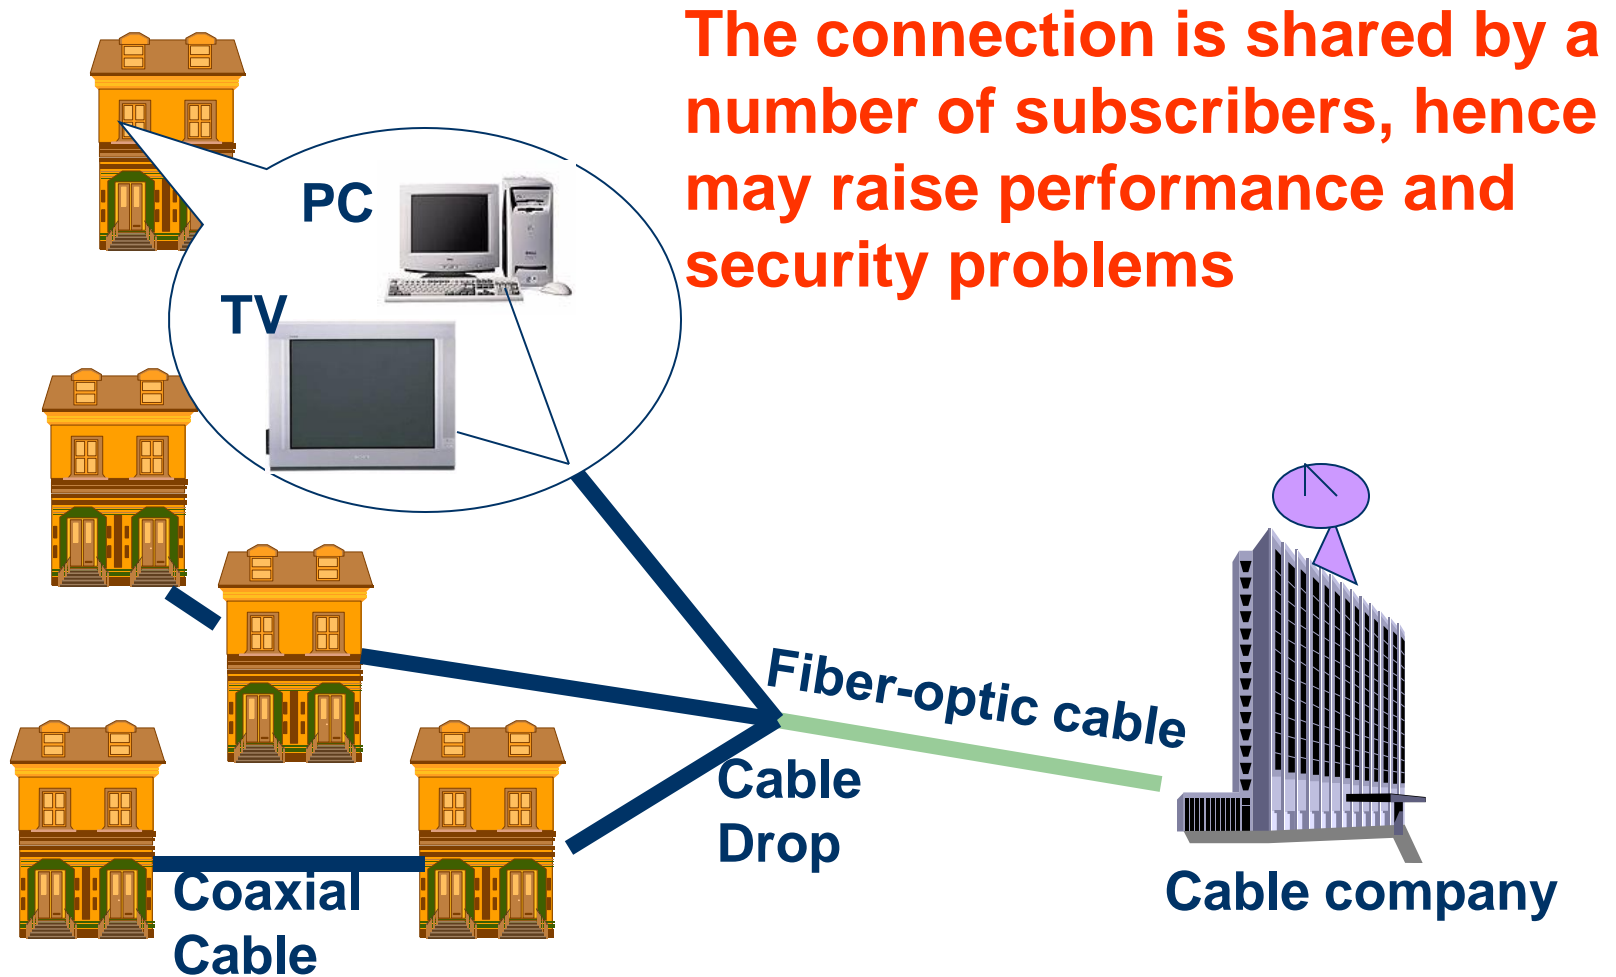 The connection is shared by a
number of subscribers, hence
may raise performance and
security problems
PC
TV
Fiber-optic cable
Cable
Drop
Coaxial
Cable
Cable company